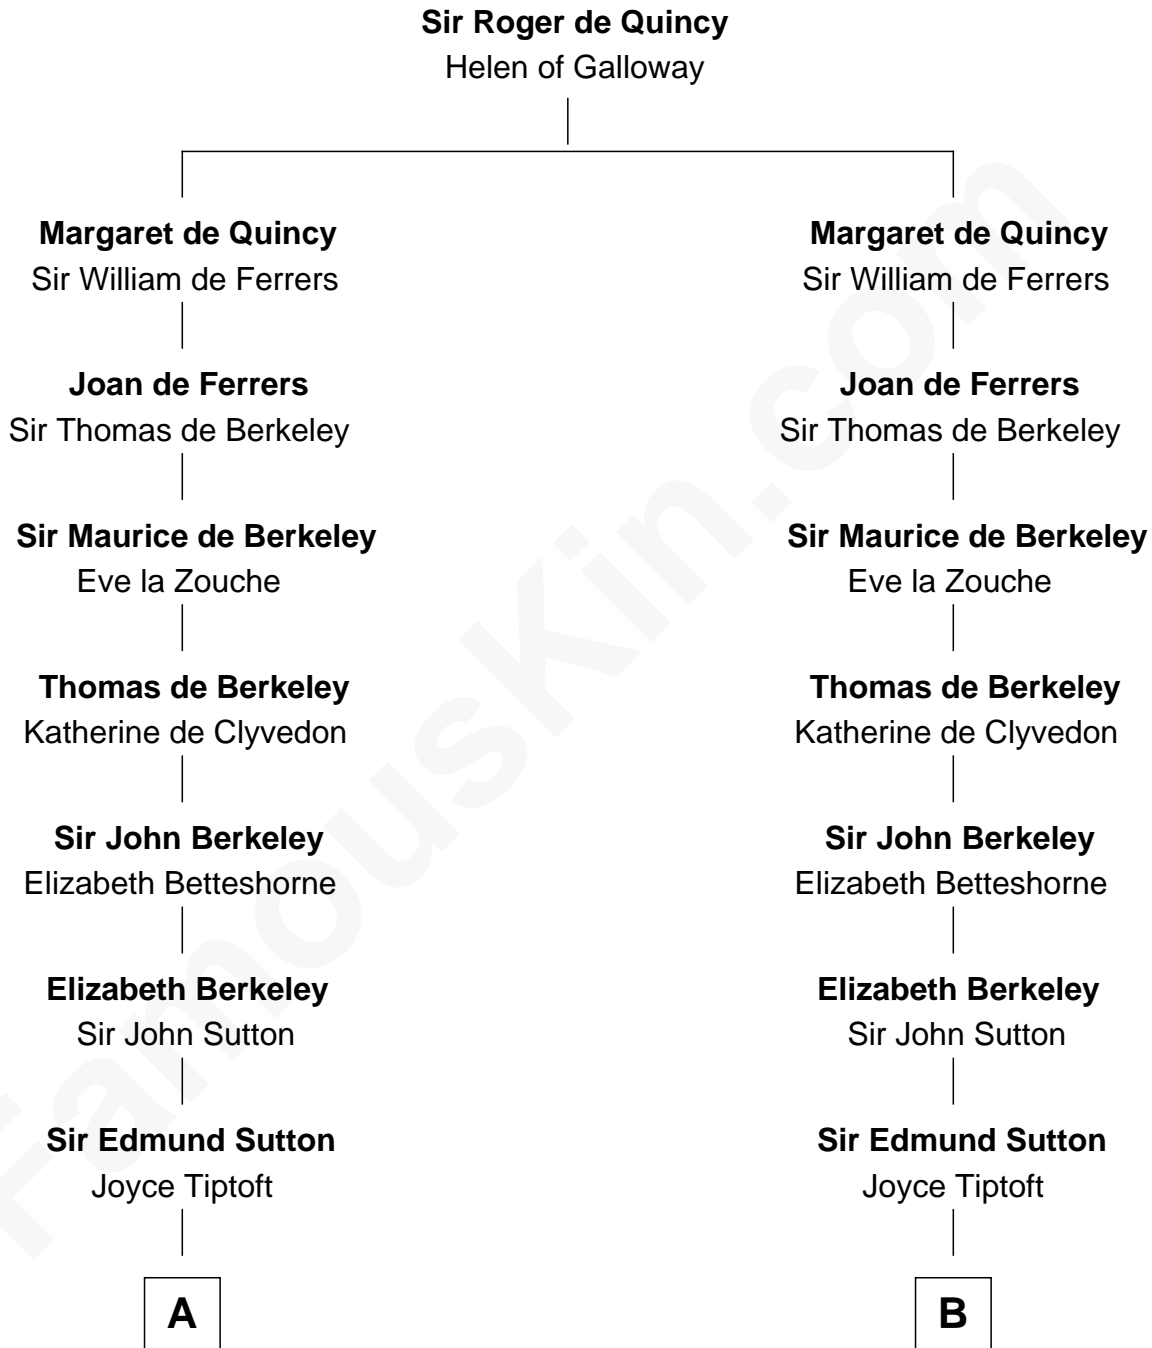 Sir Roger de Quincy
Helen of Galloway
Margaret de Quincy
Sir William de Ferrers
Margaret de Quincy
Sir William de Ferrers
Joan de Ferrers
Sir Thomas de Berkeley
Joan de Ferrers
Sir Thomas de Berkeley
Sir Maurice de Berkeley
Eve la Zouche
Sir Maurice de Berkeley
Eve la Zouche
Thomas de Berkeley
Katherine de Clyvedon
Thomas de Berkeley
Katherine de Clyvedon
Sir John Berkeley
Elizabeth Betteshorne
Sir John Berkeley
Elizabeth Betteshorne
Elizabeth Berkeley
Sir John Sutton
Elizabeth Berkeley
Sir John Sutton
Sir Edmund Sutton
Joyce Tiptoft
Sir Edmund Sutton
Joyce Tiptoft
A
B
FamousKin.com